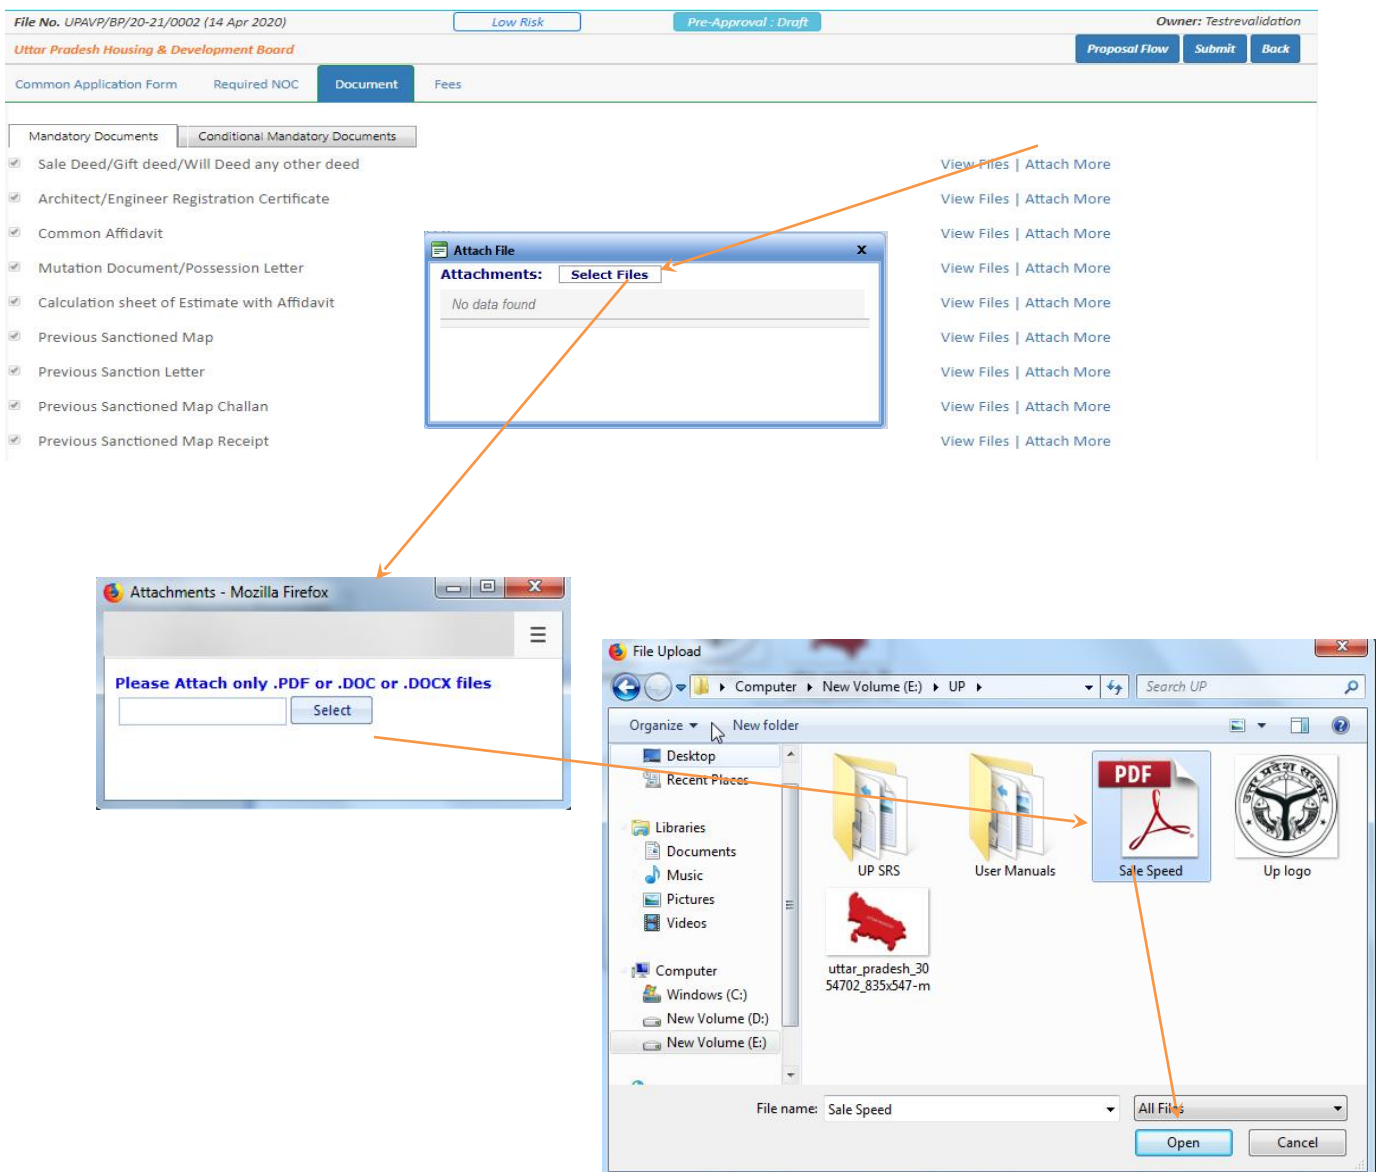 File No. UPAVP/BP/20-21/0002 (14 Apr 2020) Low Risk Pre-Approval : Draft Owner: Testrevalidation
Uttar Pradesh Housing & Development Board Proposal Flow Submit Back
Common Application Form Required NOC Document Fees
Mandatory Documents Conditional Mandatory Documents
Sale Deed/Gift deed/Will Deed any other deed View Files | Attach More
Architect/Engineer Registration Certificate View Files | Attach More
Common Affidavit View Files | Attach More
Mutation Document/Possession Letter View Files | Attach More
Calculation sheet of Estimate with Affidavit View Files | Attach More
Previous Sanctioned Map View Files | Attach More
Previous Sanction Letter View Files | Attach More
Previous Sanctioned Map Challan View Files | Attach More
Previous Sanctioned Map Receipt View Files | Attach More
Attach File x
Attachments: Select Files
No data found
Attachments - Mozilla Firefox
Please Attach only .PDF or .DOC or .DOCX files
Select
File Upload
Computer New Volume (E:) UP Search UP
Organize New folder
Desktop
Recent Places
Libraries
Documents
Music
Pictures
Videos
Computer
Windows (C:)
New Volume (D:)
New Volume (E:)
PDF
उत्तर प्रदेश सरकार
UP SRS User Manuals Sale Speed Up logo
uttar_pradesh_30
54702_835x547-m
File name: Sale Speed All Files
Open Cancel